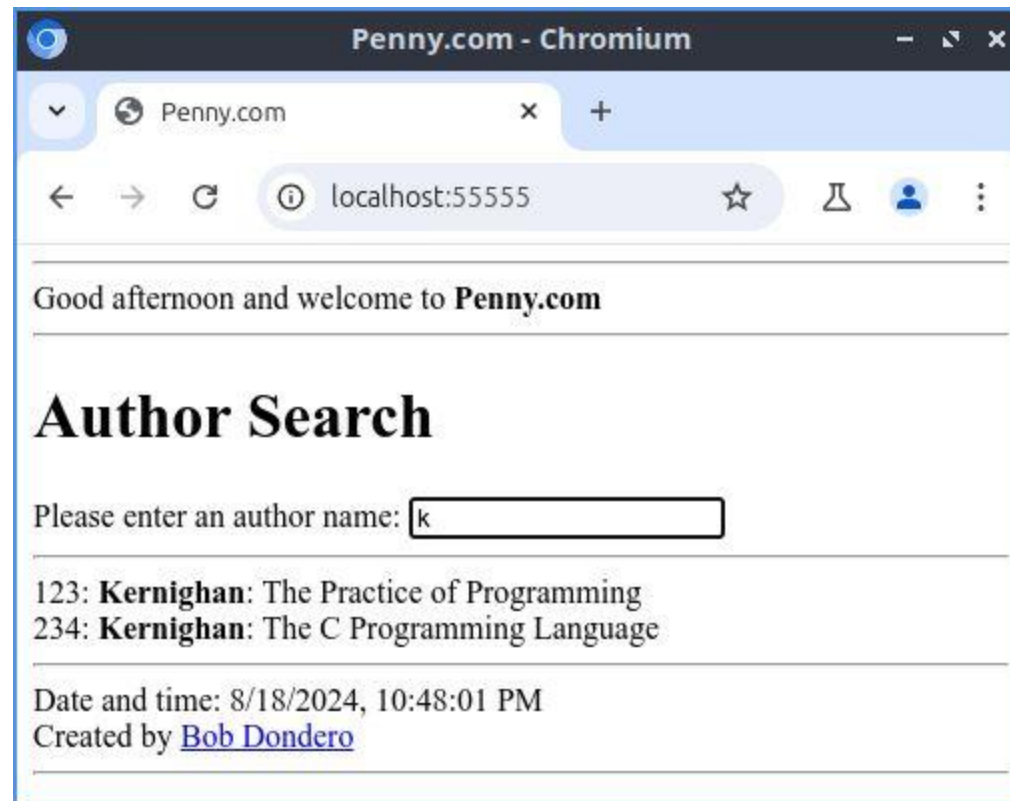 Penny.com - Chromium
Penny.com
localhost:55555
Good afternoon and welcome to Penny.com
Author Search
Please enter an author name: k
123: Kernighan: The Practice of Programming
234: Kernighan: The C Programming Language
Date and time: 8/18/2024, 10:48:01 PM
Created by Bob Dondero